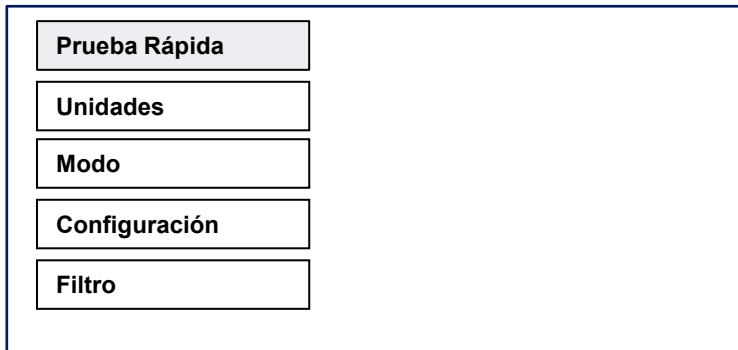 Prueba Rápida
Unidades
Modo
Configuración
Filtro